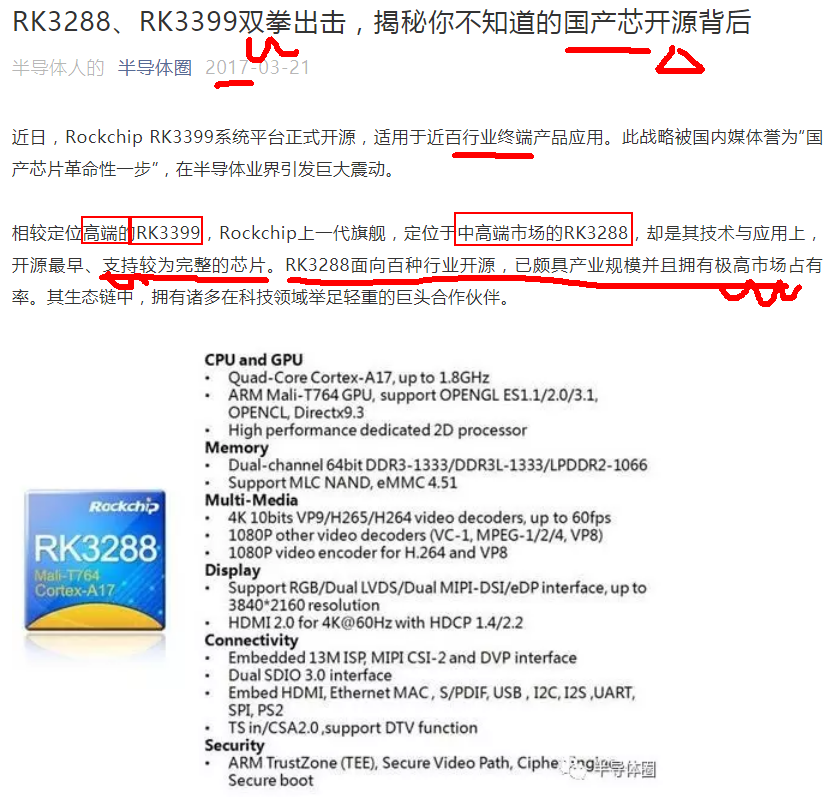 RK3288、RK3399双拳出击，揭秘你不知道的国产芯开源背后
半导体人的 半导体圈 2017-03-21
近日，Rockchip RK3399系统平台正式开源，适用于近百行业终端产品应用。此战略被国内媒体誉为“国
产芯片革命性一步”，在半导体业界引发巨大震动。
相较定位高端的RK3399，Rockchip上一代旗舰，定位于中高端市场的RK3288，却是其技术与应用上，
开源最早、支持较为完整的芯片。RK3288面向百种行业开源，已颇具产业规模并且拥有极高市场占有
率。其生态链中，拥有诸多在科技领域举足轻重的巨头合作伙伴。
CPU and GPU
• Quad-Core Cortex-A17, up to 1.8GHz
• ARM Mali-T764 GPU, support OPENGL ES1.1/2.0/3.1,
OPENCL, Directx9.3
• High performance dedicated 2D processor
Memory
• Dual-channel 64bit DDR3-1333/DDR3L-1333/LPDDR2-1066
• Support MLC NAND, eMMC 4.51
Multi-Media
• 4K 10bits VP9/H265/H264 video decoders, up to 60fps
• 1080P other video decoders (VC-1, MPEG-1/2/4, VP8)
• 1080P video encoder for H.264 and VP8
Display
• Support RGB/Dual LVDS/Dual MIPI-DSI/eDP interface, up to
3840*2160 resolution
• HDMI 2.0 for 4K@60Hz with HDCP 1.4/2.2
Connectivity
• Embedded 13M ISP, MIPI CSI-2 and DVP interface
• Dual SDIO 3.0 interface
• Embed HDMI, Ethernet MAC , S/PDIF, USB , I2C, I2S ,UART,
SPI, PS2
• TS in/CSA2.0 ,support DTV function
Security
• ARM TrustZone (TEE), Secure Video Path, Cipher Engine,
Secure boot
Rockchip
RK3288
Mali-T764
Cortex-A17
半导体圈